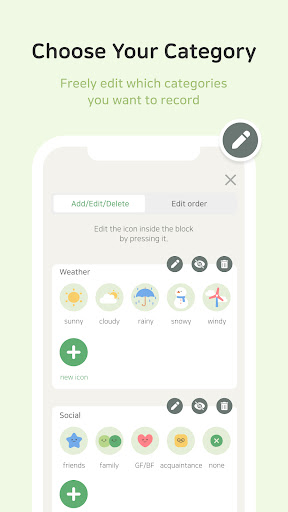 Choose Your Category
Freely edit which categories
you want to record
Add/Edit/Delete
Edit order
Edit the icon inside the block
by pressing it.
Weather
sunny
cloudy
rainy
snowy
windy
new icon
Social
friends
family
GF/BF
acquaintance
none